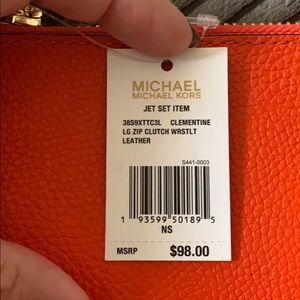 MICHAEL
MICHAEL KORS
JET SET ITEM
38S9XTTC3L CLEMENTINE
LG ZIP CLUTCH WRSTLT
LEATHER
S441-0003
1 93599 50189 5
NS
MSRP $98.00